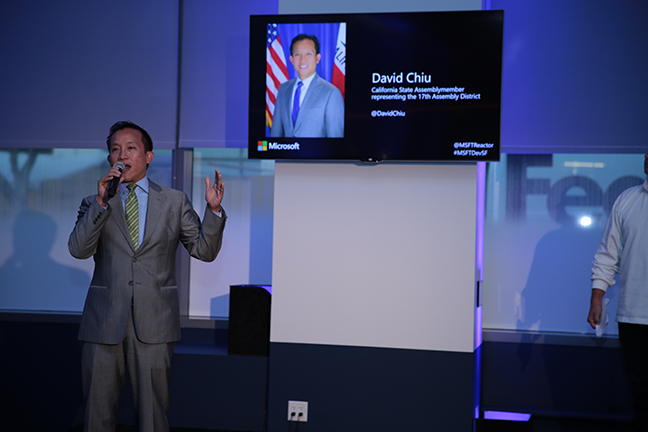 David Chiu
California State Assemblymember
representing the 17th Assembly District
@DavidChiu
Microsoft
@MSFTReactor
#MSFTDevSF